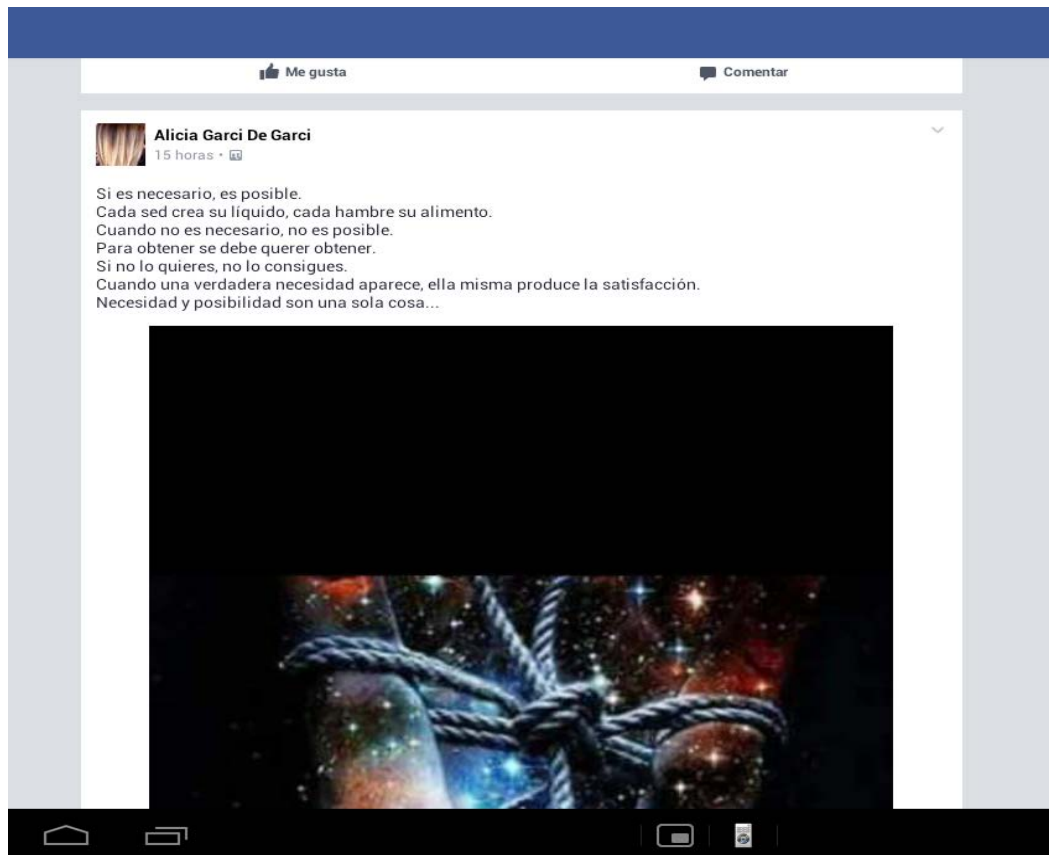 Me gusta
Comentar
Alicia Garci De Garci
15 horas •
Si es necesario, es posible.
Cada sed crea su líquido, cada hambre su alimento.
Cuando no es necesario, no es posible.
Para obtener se debe querer obtener.
Si no lo quieres, no lo consigues.
Cuando una verdadera necesidad aparece, ella misma produce la satisfacción.
Necesidad y posibilidad son una sola cosa...